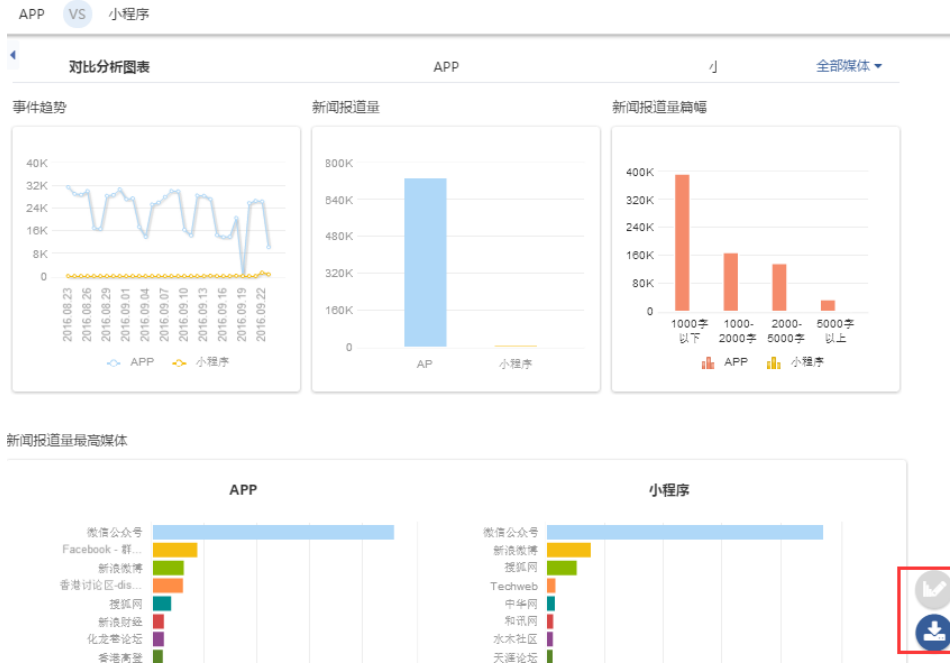 APP VS 小程序
对比分析图表 APP 小 全部媒体
事件趋势
40K
32K
24K
16K
8K
0
2016.08.23
2016.08.26
2016.08.29
2016.09.01
2016.09.04
2016.09.07
2016.09.10
2016.09.13
2016.09.16
2016.09.19
2016.09.22
APP 小程序
新闻报道量
800K
640K
480K
320K
160K
0
AP 小程序
新闻报道量篇幅
400K
320K
240K
160K
80K
0
1000字以下 1000-2000字 2000-5000字 5000字以上
APP 小程序
新闻报道量最高媒体
APP
微信公众号
Facebook - 群...
新浪微博
香港讨论区-dis...
搜狐网
新浪财经
化龙巷论坛
香港高登
小程序
微信公众号
新浪微博
搜狐网
Techweb
中华网
和讯网
水木社区
天涯论坛